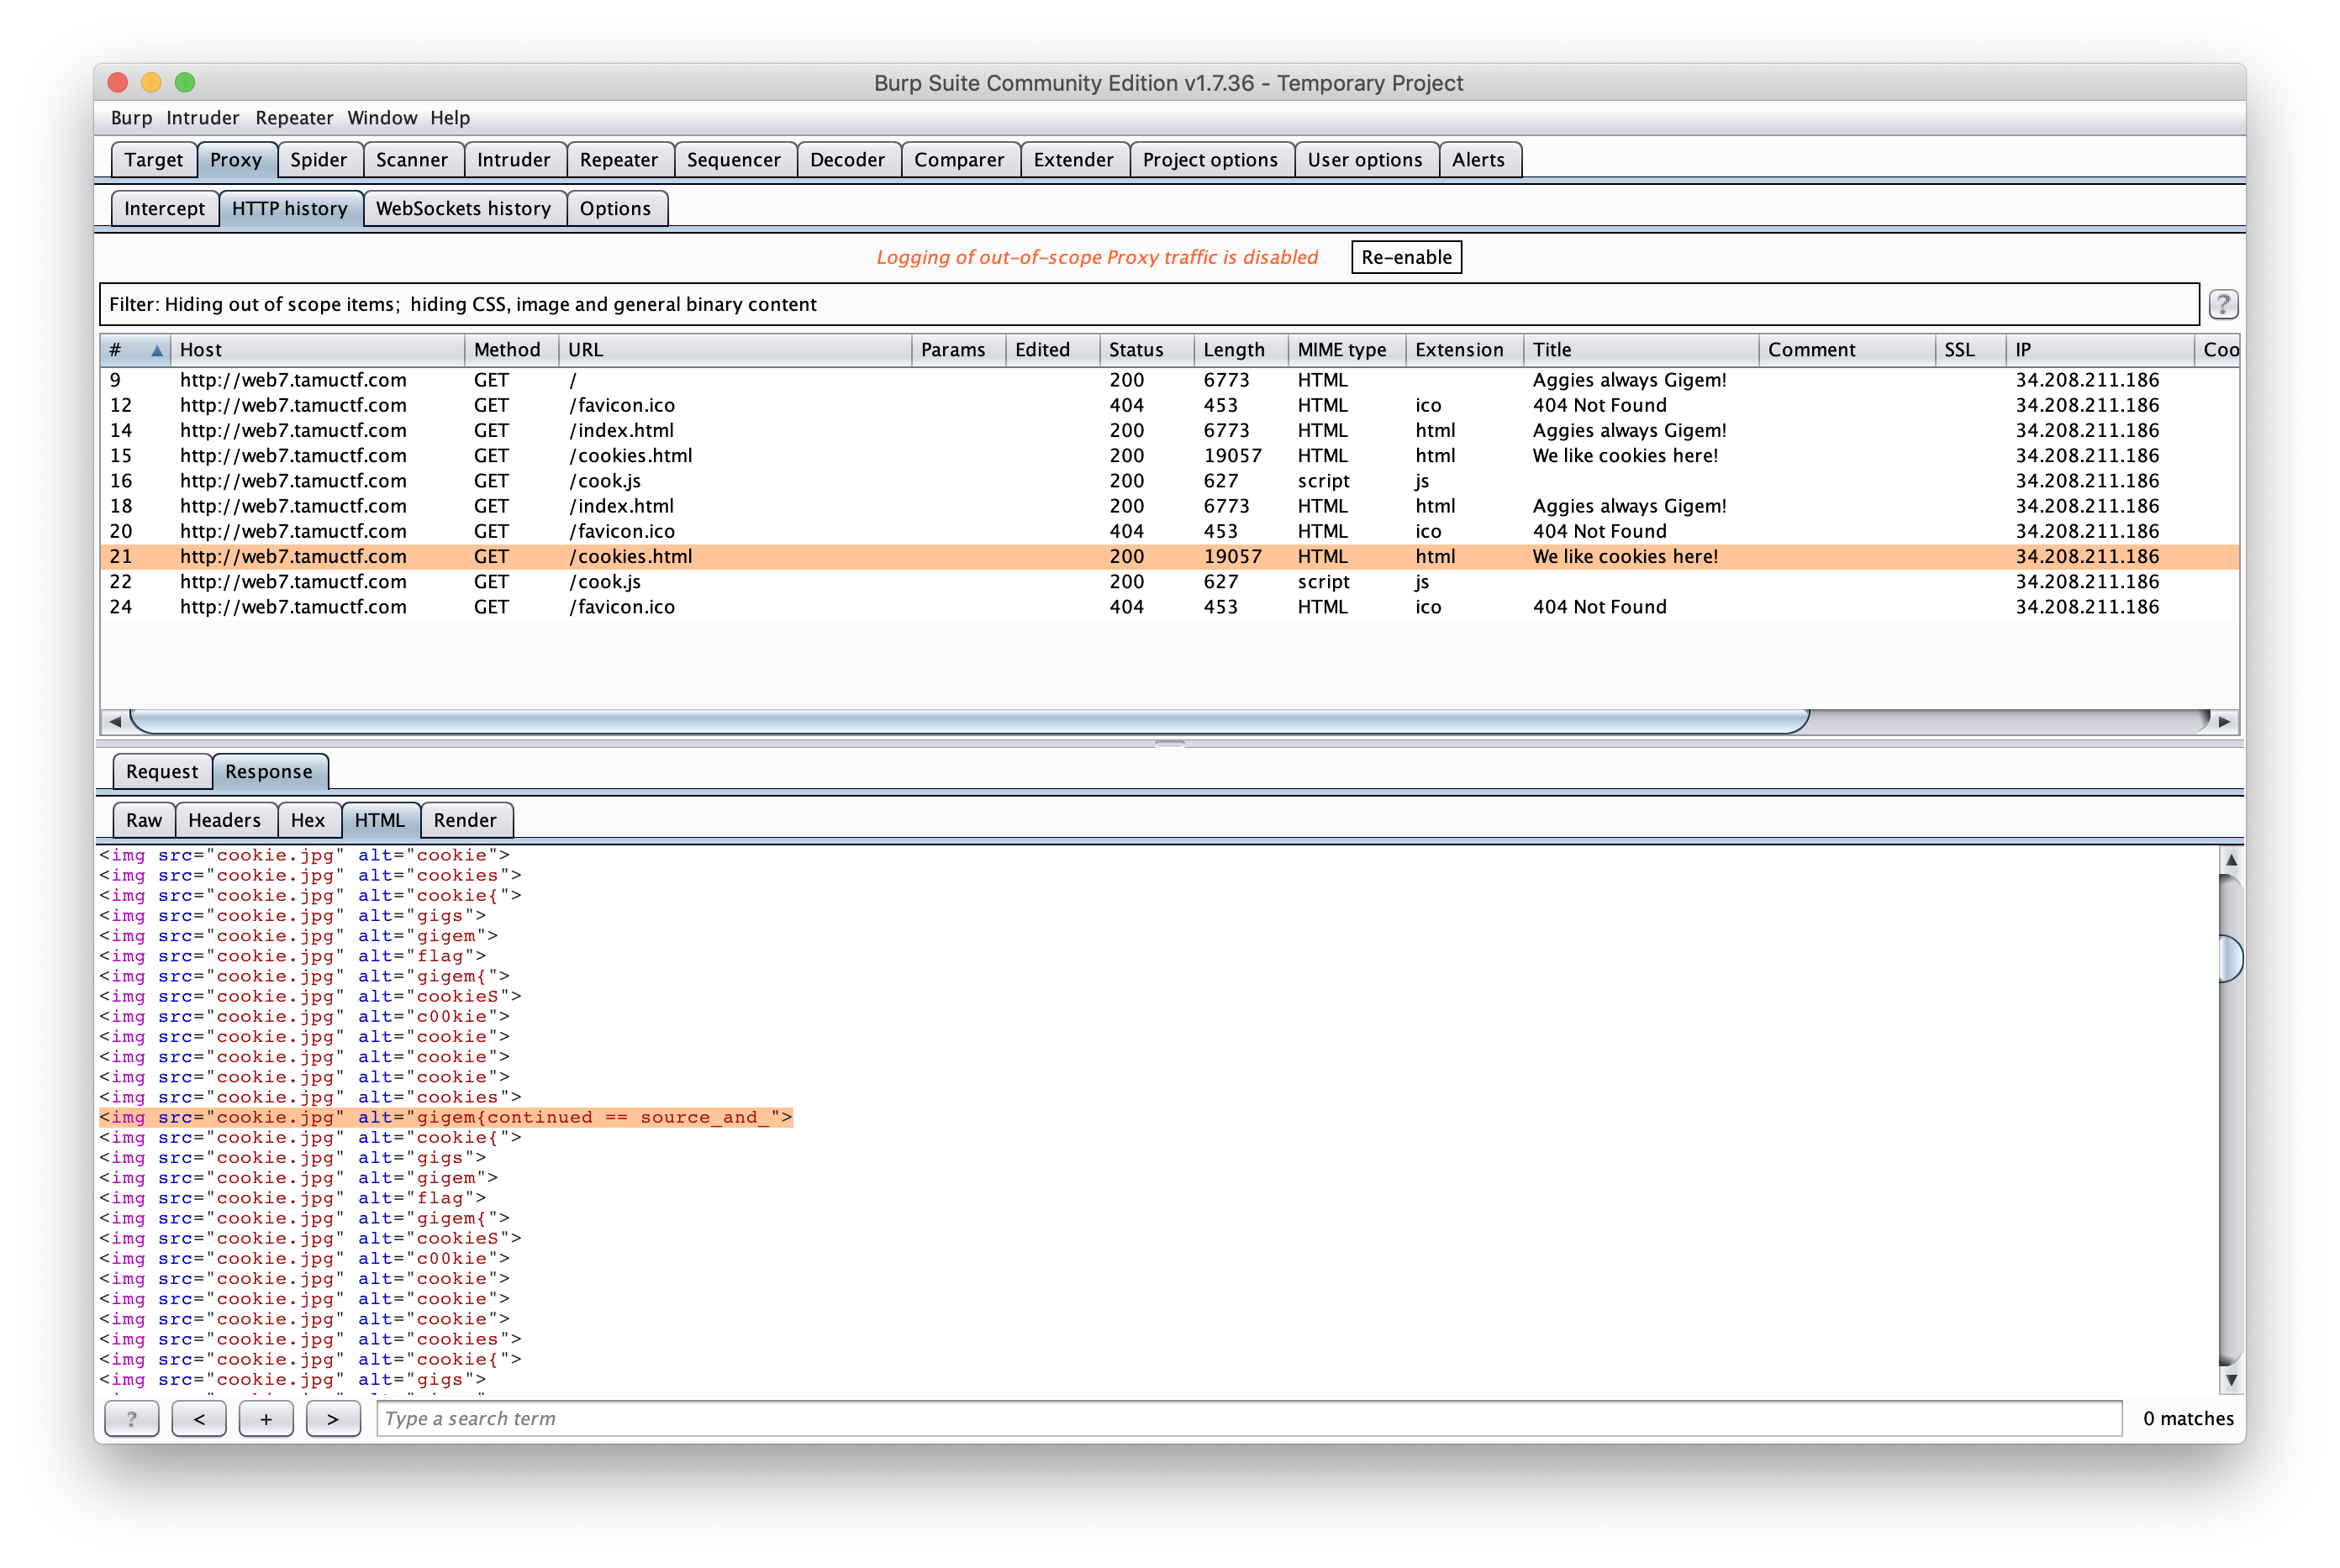 Burp Suite Community Edition v1.7.36 - Temporary Project
Burp Intruder Repeater Window Help
Target Proxy Spider Scanner Intruder Repeater Sequencer Decoder Comparer Extender Project options User options Alerts
Intercept HTTP history WebSockets history Options
Logging of out-of-scope Proxy traffic is disabled Re-enable
Filter: Hiding out of scope items; hiding CSS, image and general binary content ?
# Host Method URL Params Edited Status Length MIME type Extension Title Comment SSL IP Coo
9 http://web7.tamuctf.com GET / 200 6773 HTML Aggies always Gigem! 34.208.211.186
12 http://web7.tamuctf.com GET /favicon.ico 404 453 HTML ico 404 Not Found 34.208.211.186
14 http://web7.tamuctf.com GET /index.html 200 6773 HTML html Aggies always Gigem! 34.208.211.186
15 http://web7.tamuctf.com GET /cookies.html 200 19057 HTML html We like cookies here! 34.208.211.186
16 http://web7.tamuctf.com GET /cook.js 200 627 script js 34.208.211.186
18 http://web7.tamuctf.com GET /index.html 200 6773 HTML html Aggies always Gigem! 34.208.211.186
20 http://web7.tamuctf.com GET /favicon.ico 404 453 HTML ico 404 Not Found 34.208.211.186
21 http://web7.tamuctf.com GET /cookies.html 200 19057 HTML html We like cookies here! 34.208.211.186
22 http://web7.tamuctf.com GET /cook.js 200 627 script js 34.208.211.186
24 http://web7.tamuctf.com GET /favicon.ico 404 453 HTML ico 404 Not Found 34.208.211.186
Request Response
Raw Headers Hex HTML Render
<img src="cookie.jpg" alt="cookie">
<img src="cookie.jpg" alt="cookies">
<img src="cookie.jpg" alt="cookie{">
<img src="cookie.jpg" alt="gigs">
<img src="cookie.jpg" alt="gigem">
<img src="cookie.jpg" alt="flag">
<img src="cookie.jpg" alt="gigem{">
<img src="cookie.jpg" alt="cookieS">
<img src="cookie.jpg" alt="c00kie">
<img src="cookie.jpg" alt="cookie">
<img src="cookie.jpg" alt="cookie">
<img src="cookie.jpg" alt="cookie">
<img src="cookie.jpg" alt="cookies">
<img src="cookie.jpg" alt="gigem{continued == source_and_">
<img src="cookie.jpg" alt="cookie{">
<img src="cookie.jpg" alt="gigs">
<img src="cookie.jpg" alt="gigem">
<img src="cookie.jpg" alt="flag">
<img src="cookie.jpg" alt="gigem{">
<img src="cookie.jpg" alt="cookieS">
<img src="cookie.jpg" alt="c00kie">
<img src="cookie.jpg" alt="cookie">
<img src="cookie.jpg" alt="cookie">
<img src="cookie.jpg" alt="cookie">
<img src="cookie.jpg" alt="cookies">
<img src="cookie.jpg" alt="cookie{">
<img src="cookie.jpg" alt="gigs">
? < + > Type a search term 0 matches